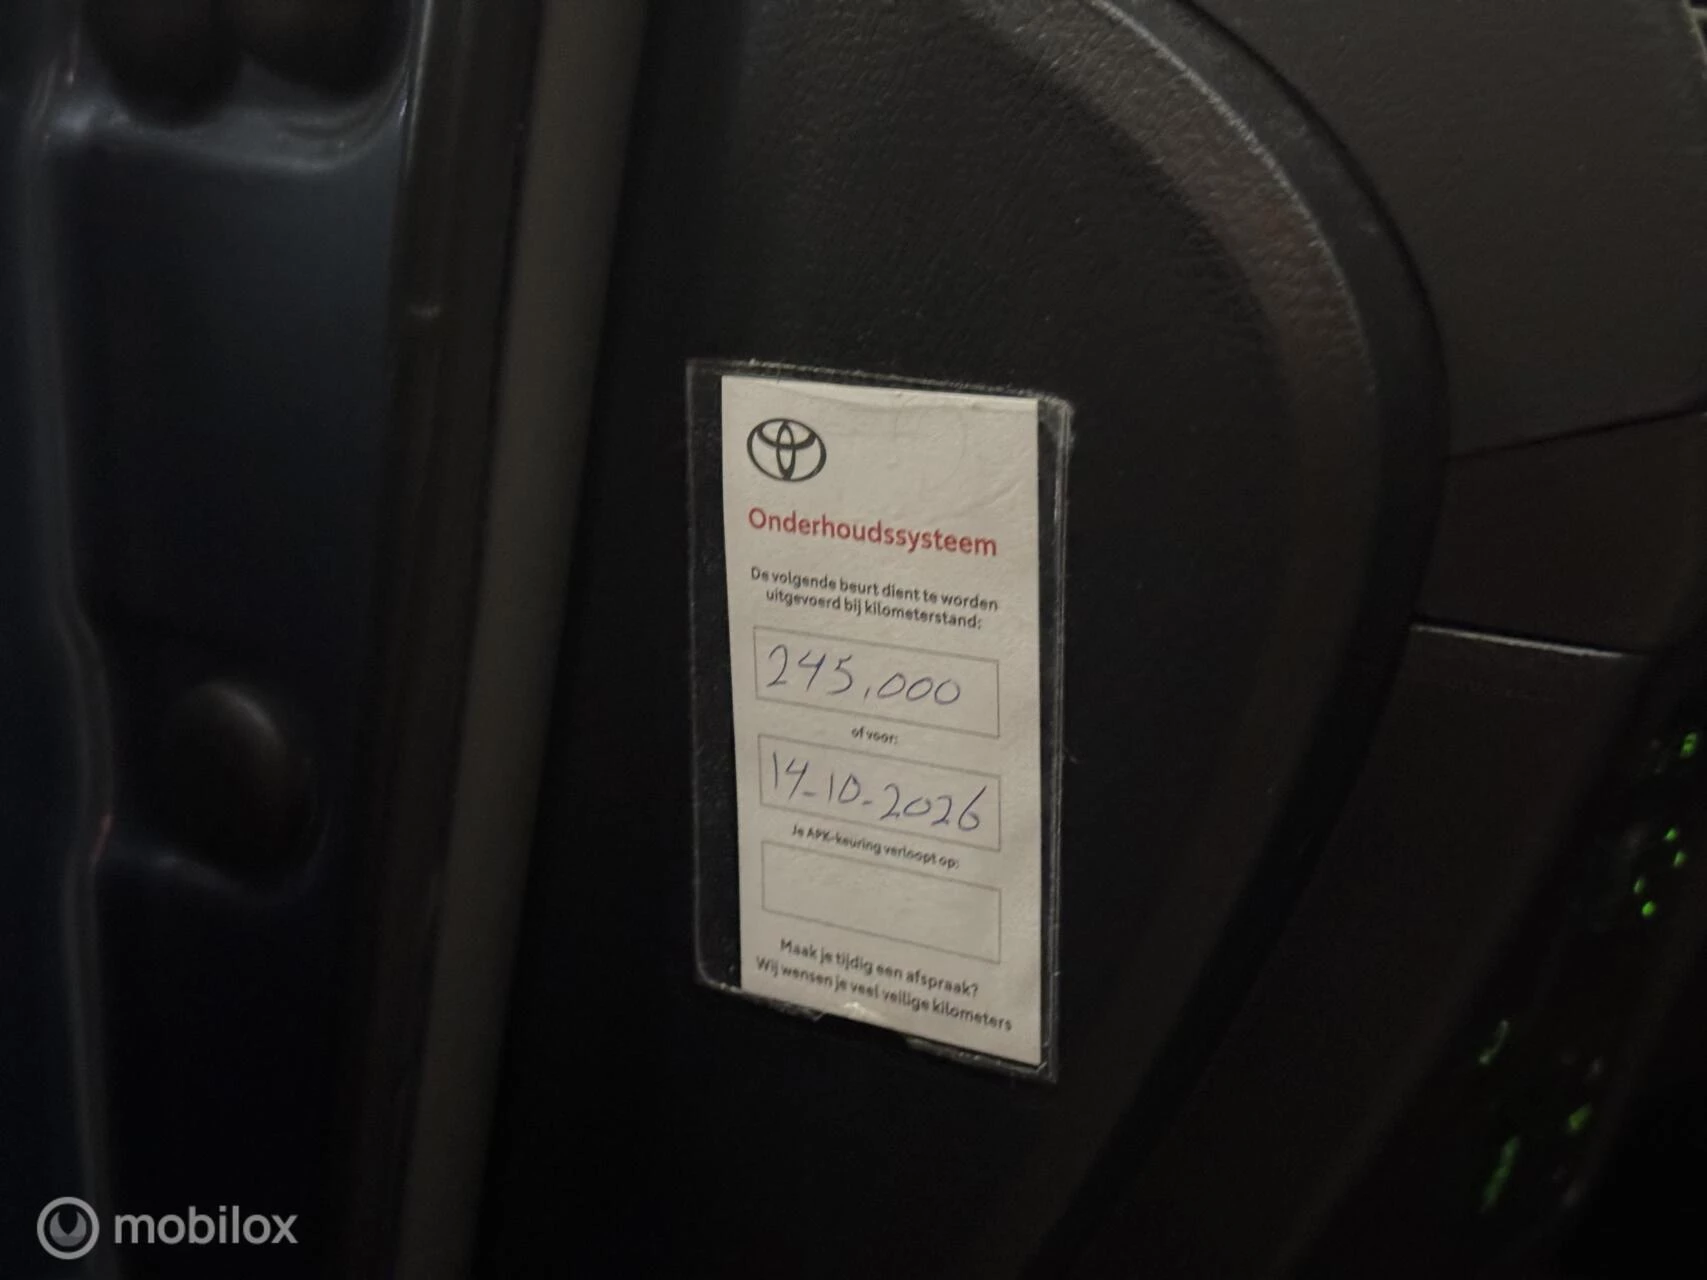 Onderhoudssysteem
De volgende beurt dient te worden
uitgevoerd bij kilometerstand:
245,000
of voor:
14-10-2026
Je APK-keuring verloopt op:
Maak je tijdig een afspraak?
Wij wensen je veel veilige kilometers
mobilox